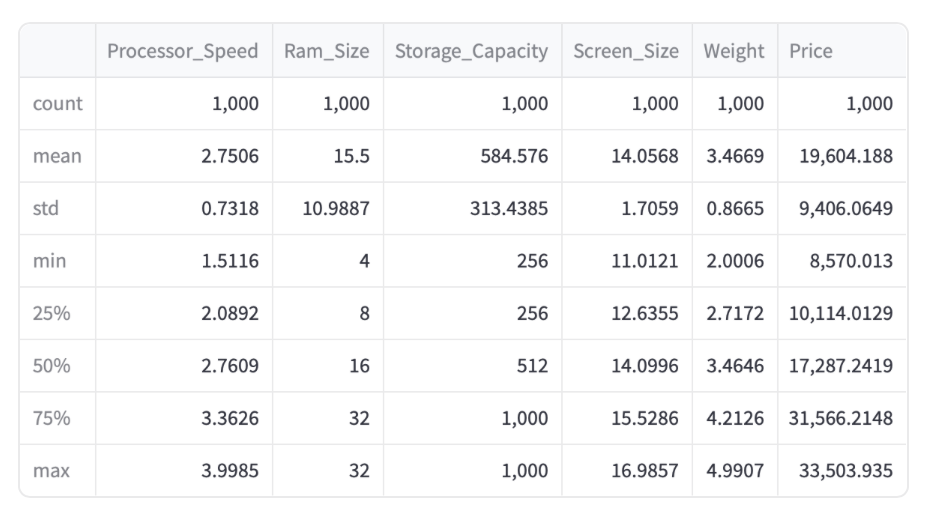 Processor_Speed Ram_Size Storage_Capacity Screen_Size Weight Price
count 1,000 1,000 1,000 1,000 1,000 1,000
mean 2.7506 15.5 584.576 14.0568 3.4669 19,604.188
std 0.7318 10.9887 313.4385 1.7059 0.8665 9,406.0649
min 1.5116 4 256 11.0121 2.0006 8,570.013
25% 2.0892 8 256 12.6355 2.7172 10,114.0129
50% 2.7609 16 512 14.0996 3.4646 17,287.2419
75% 3.3626 32 1,000 15.5286 4.2126 31,566.2148
max 3.9985 32 1,000 16.9857 4.9907 33,503.935